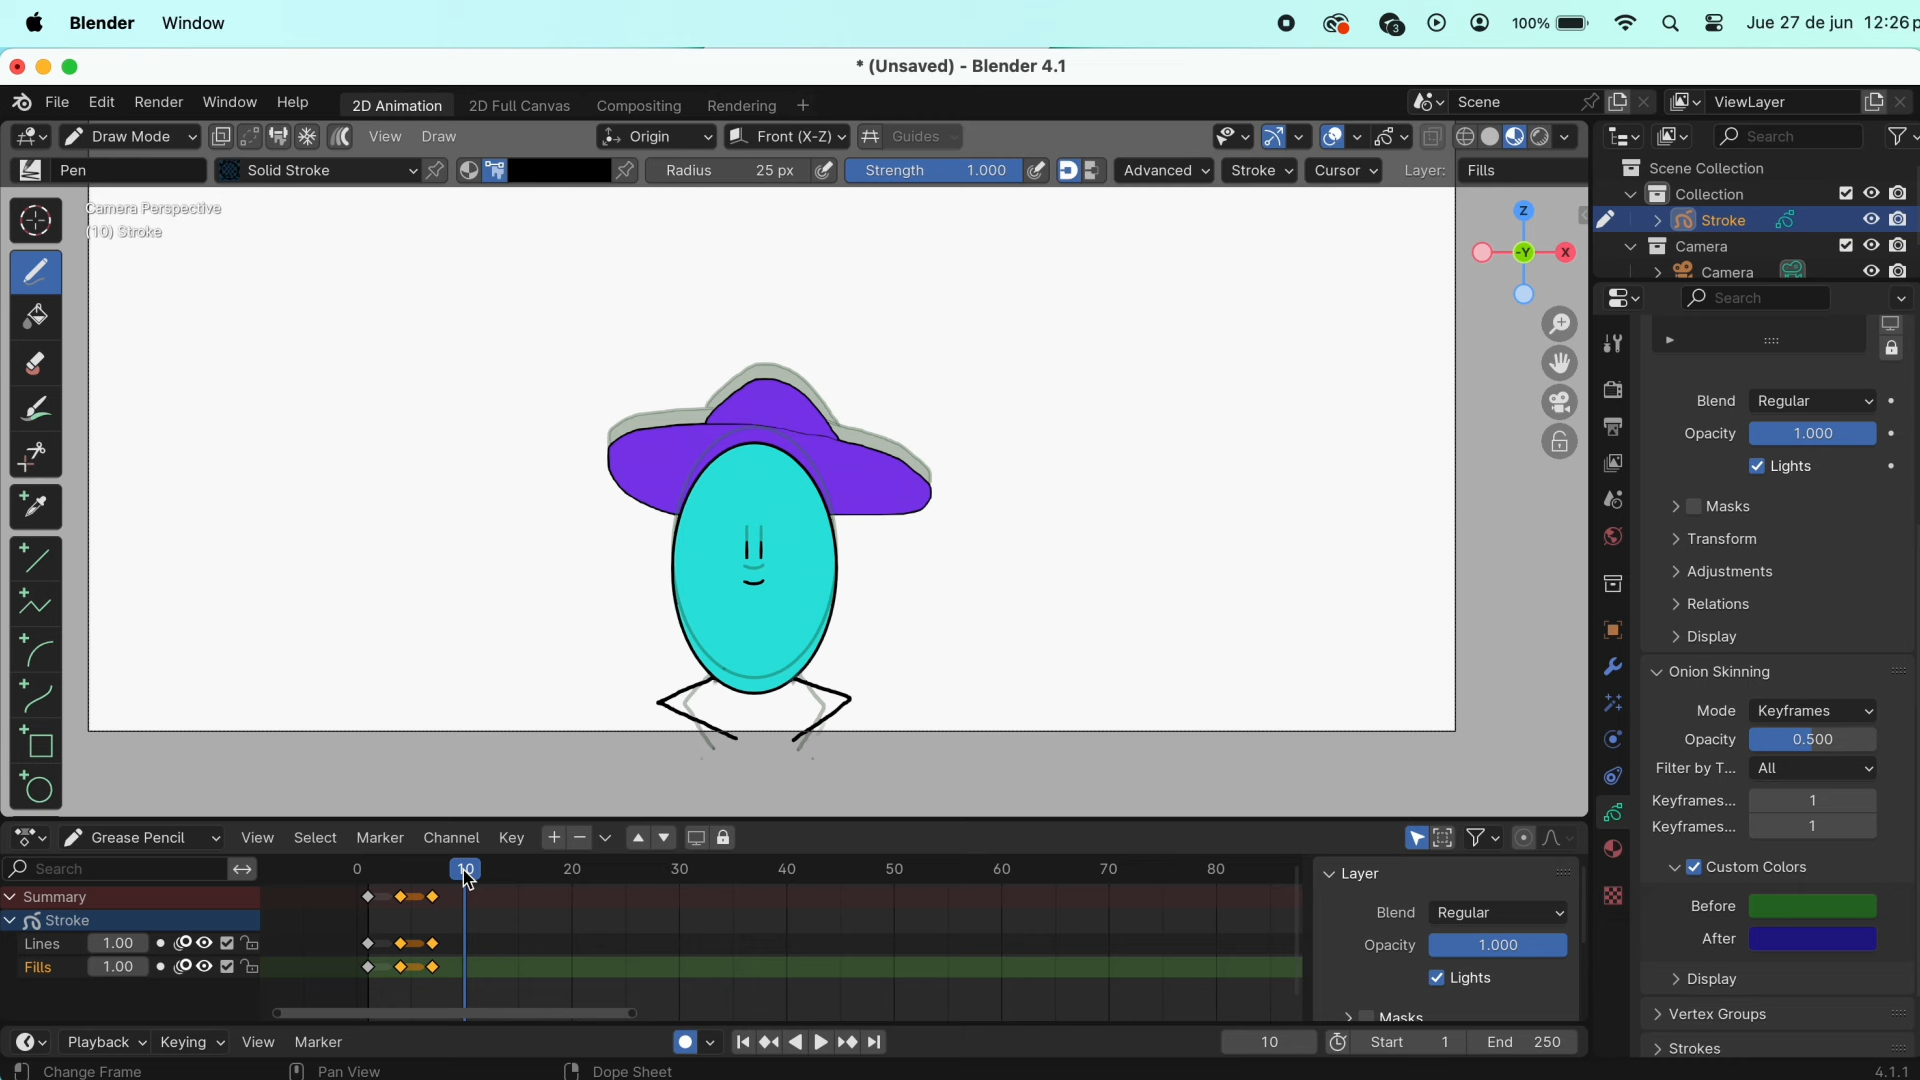 Blender Window 3 100% Jue 27 de jun 12:26 p
* (Unsaved) - Blender 4.1
File Edit Render Window Help 2D Animation 2D Full Canvas Compositing Rendering + Scene ViewLayer
Draw Mode View Draw Origin Front (X-Z) Guides Search
Pen Solid Stroke Radius 25 px Strength 1.000 Advanced Stroke Cursor Layer: Fills
Scene Collection
Collection
Stroke
Camera
Camera
Camera Perspective
(10) Stroke
Z
-Y X
Search
Blend Regular
Opacity 1.000
Lights
Masks
Transform
Adjustments
Relations
Display
Onion Skinning
Mode Keyframes
Opacity 0.500
Filter by T... All
Keyframes... 1
Keyframes... 1
Custom Colors
Before
After
Display
Vertex Groups
Strokes
Grease Pencil View Select Marker Channel Key
Search 0 10 20 30 40 50 60 70 80
Summary
Stroke
Lines 1.00
Fills 1.00
Layer
Blend Regular
Opacity 1.000
Lights
Masks
Playback Keying View Marker 10 Start 1 End 250
Change Frame Pan View Dope Sheet 4.1.1